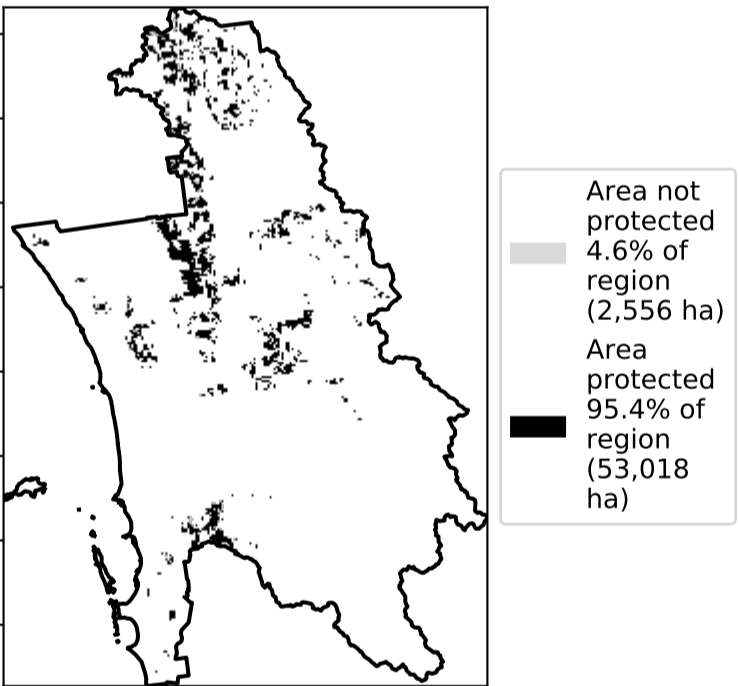 Area not
protected
4.6% of
region
(2,556 ha)
Area
protected
95.4% of
region
(53,018
ha)